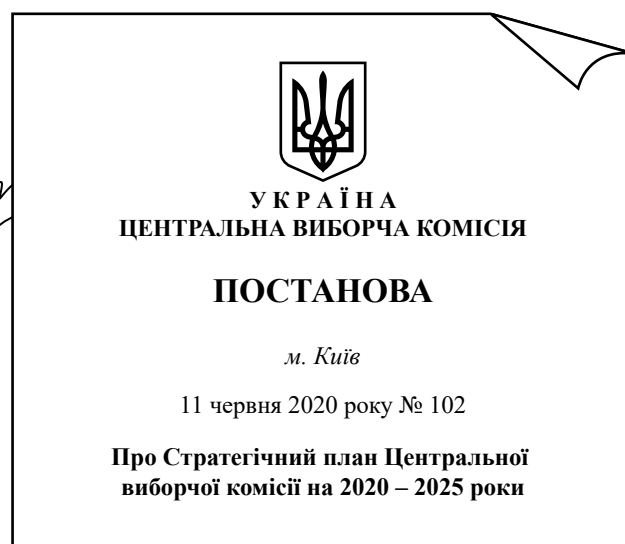 У К Р А Ї Н А
ЦЕНТРАЛЬНА ВИБОРЧА КОМІСІЯ
ПОСТАНОВА
м. Київ
11 червня 2020 року № 102
Про Стратегічний план Центральної
виборчої комісії на 2020 – 2025 роки